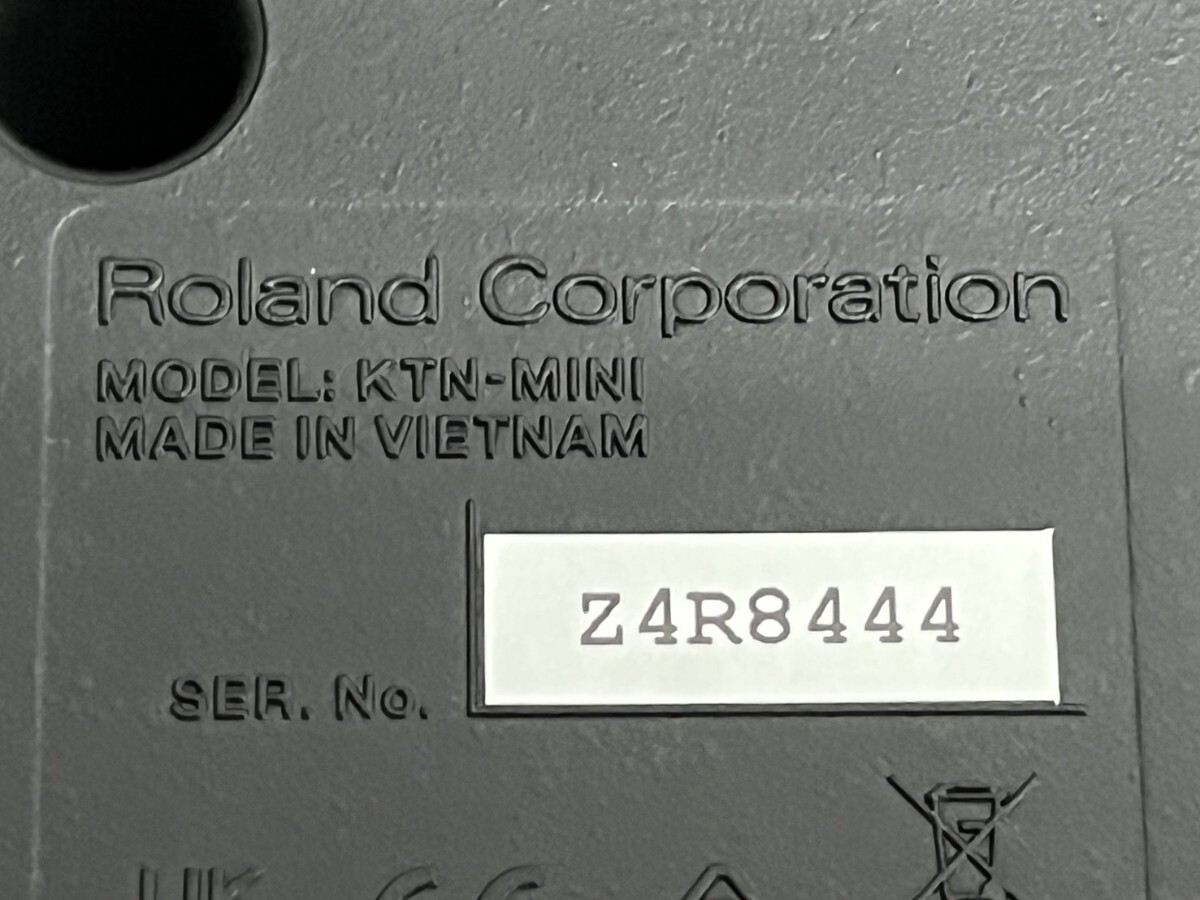 Roland Corporation
MODEL: KTN-MINI
MADE IN VIETNAM
Z4R8444
SER. No.